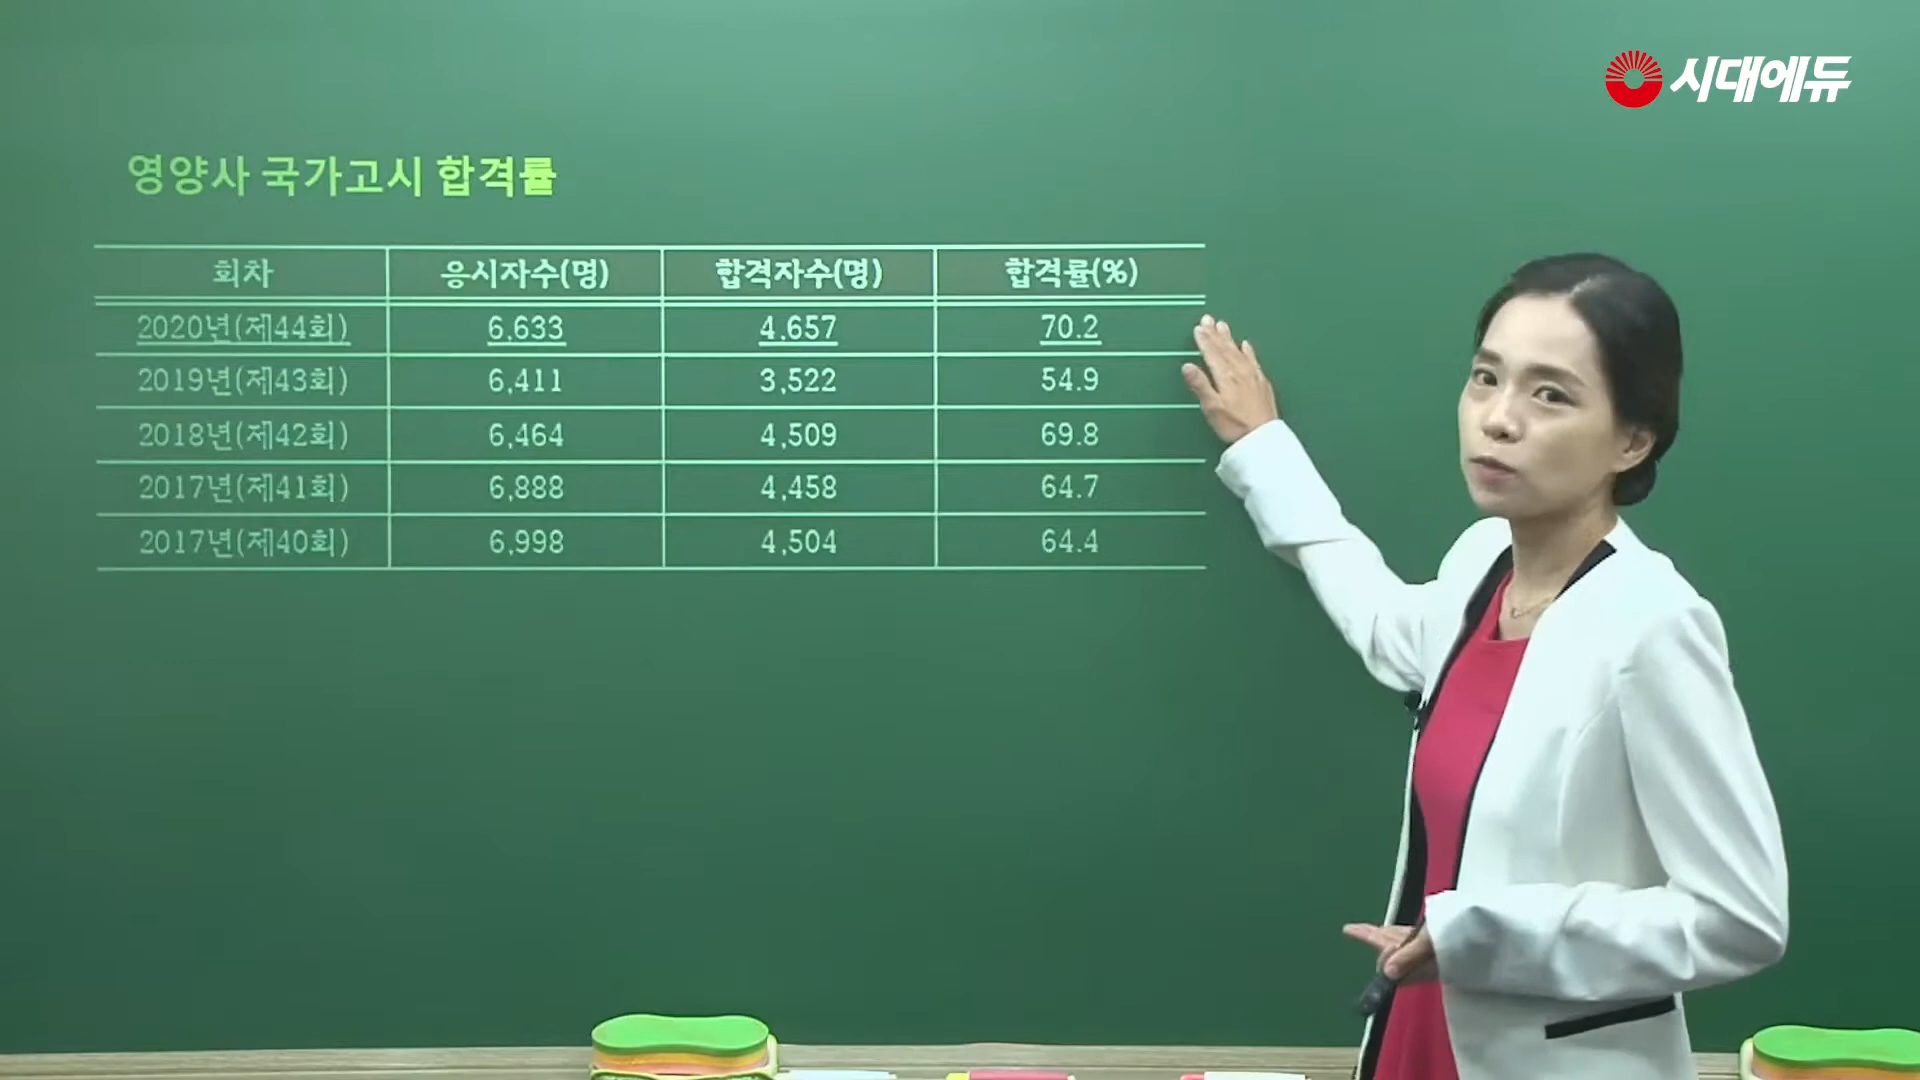 시대에듀
영양사 국가고시 합격률
회차 응시자수(명) 합격자수(명) 합격률(%)
2020년(제44회) 6,633 4,657 70.2
2019년(제43회) 6,411 3,522 54.9
2018년(제42회) 6,464 4,509 69.8
2017년(제41회) 6,888 4,458 64.7
2017년(제40회) 6,998 4,504 64.4